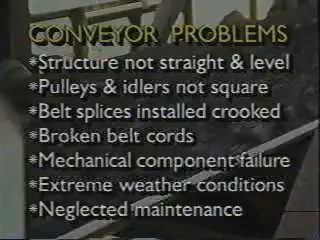 CONVEYOR PROBLEMS
*Structure not straight & level
*Pulleys & idlers not square
*Belt splices installed crooked
*Broken belt cords
*Mechanical component failure
*Extreme weather conditions
*Neglected maintenance